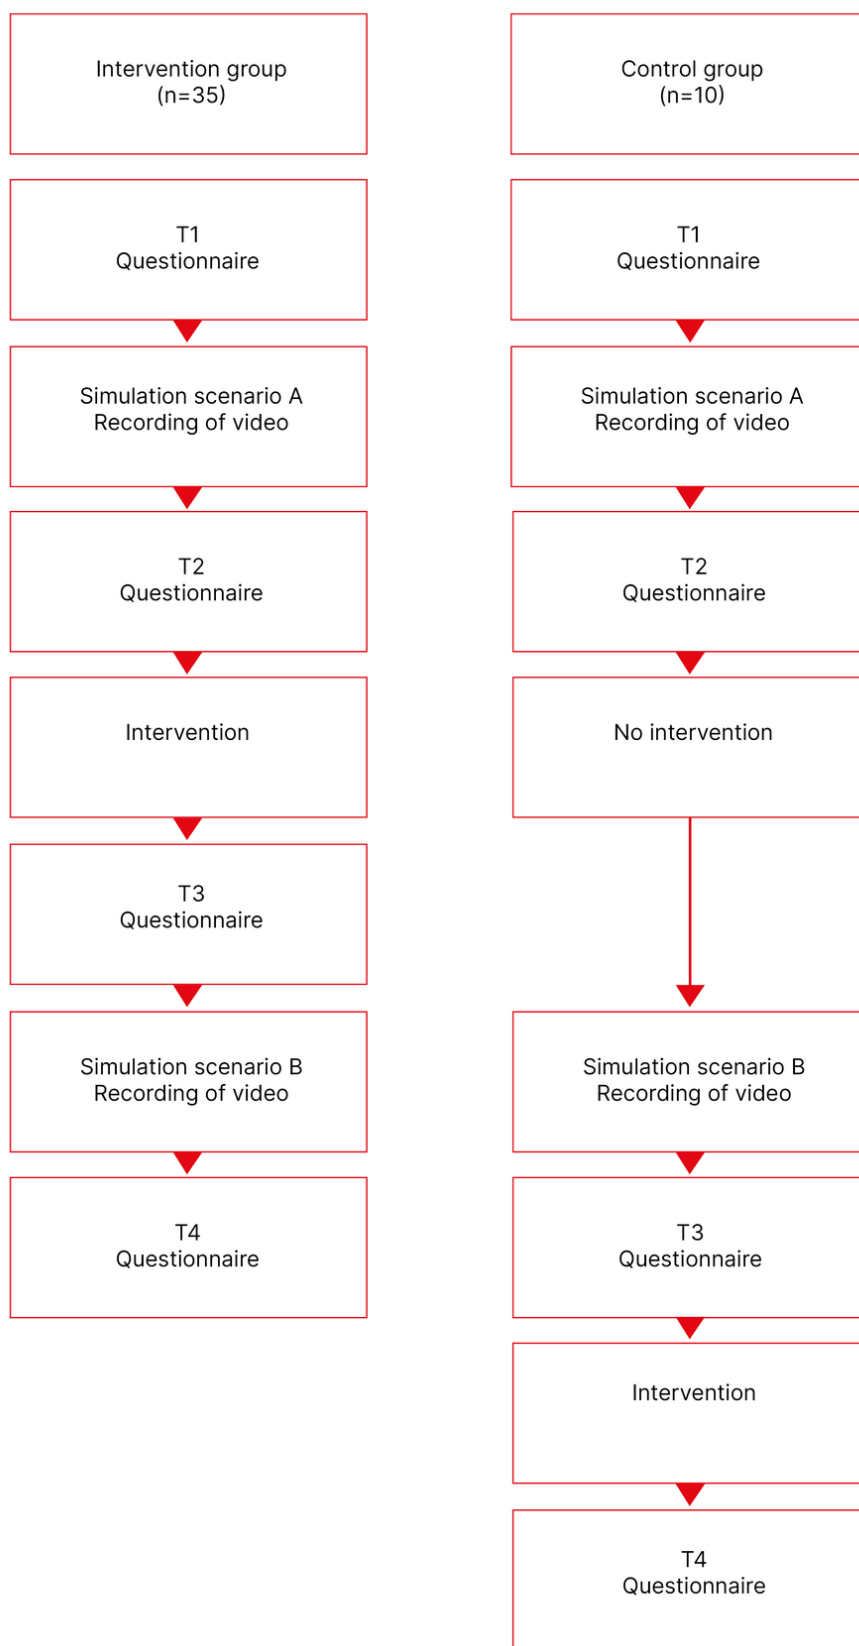 Intervention group
(n=35)
T1
Questionnaire
Simulation scenario A
Recording of video
T2
Questionnaire
Intervention
T3
Questionnaire
Simulation scenario B
Recording of video
T4
Questionnaire
Control group
(n=10)
T1
Questionnaire
Simulation scenario A
Recording of video
T2
Questionnaire
No intervention
Simulation scenario B
Recording of video
T3
Questionnaire
Intervention
T4
Questionnaire